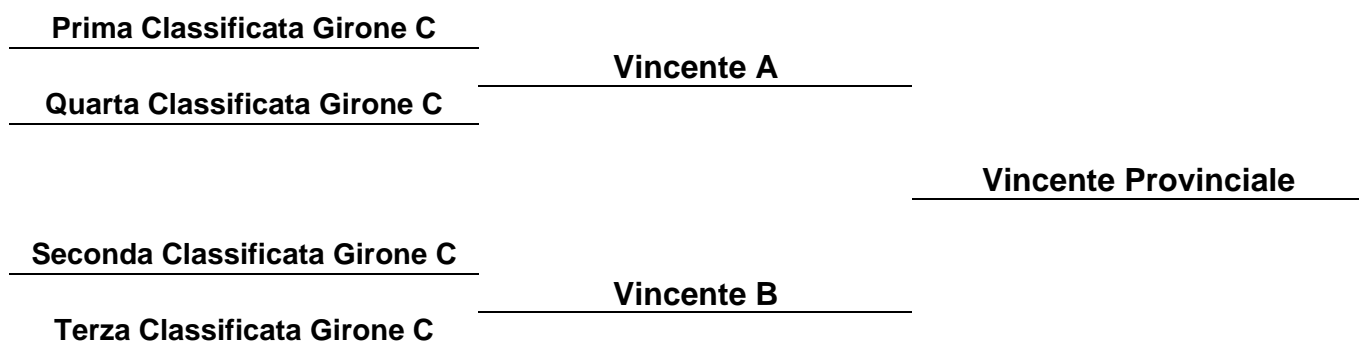 Prima Classificata Girone C
Vincente A
Quarta Classificata Girone C
Vincente Provinciale
Seconda Classificata Girone C
Vincente B
Terza Classificata Girone C